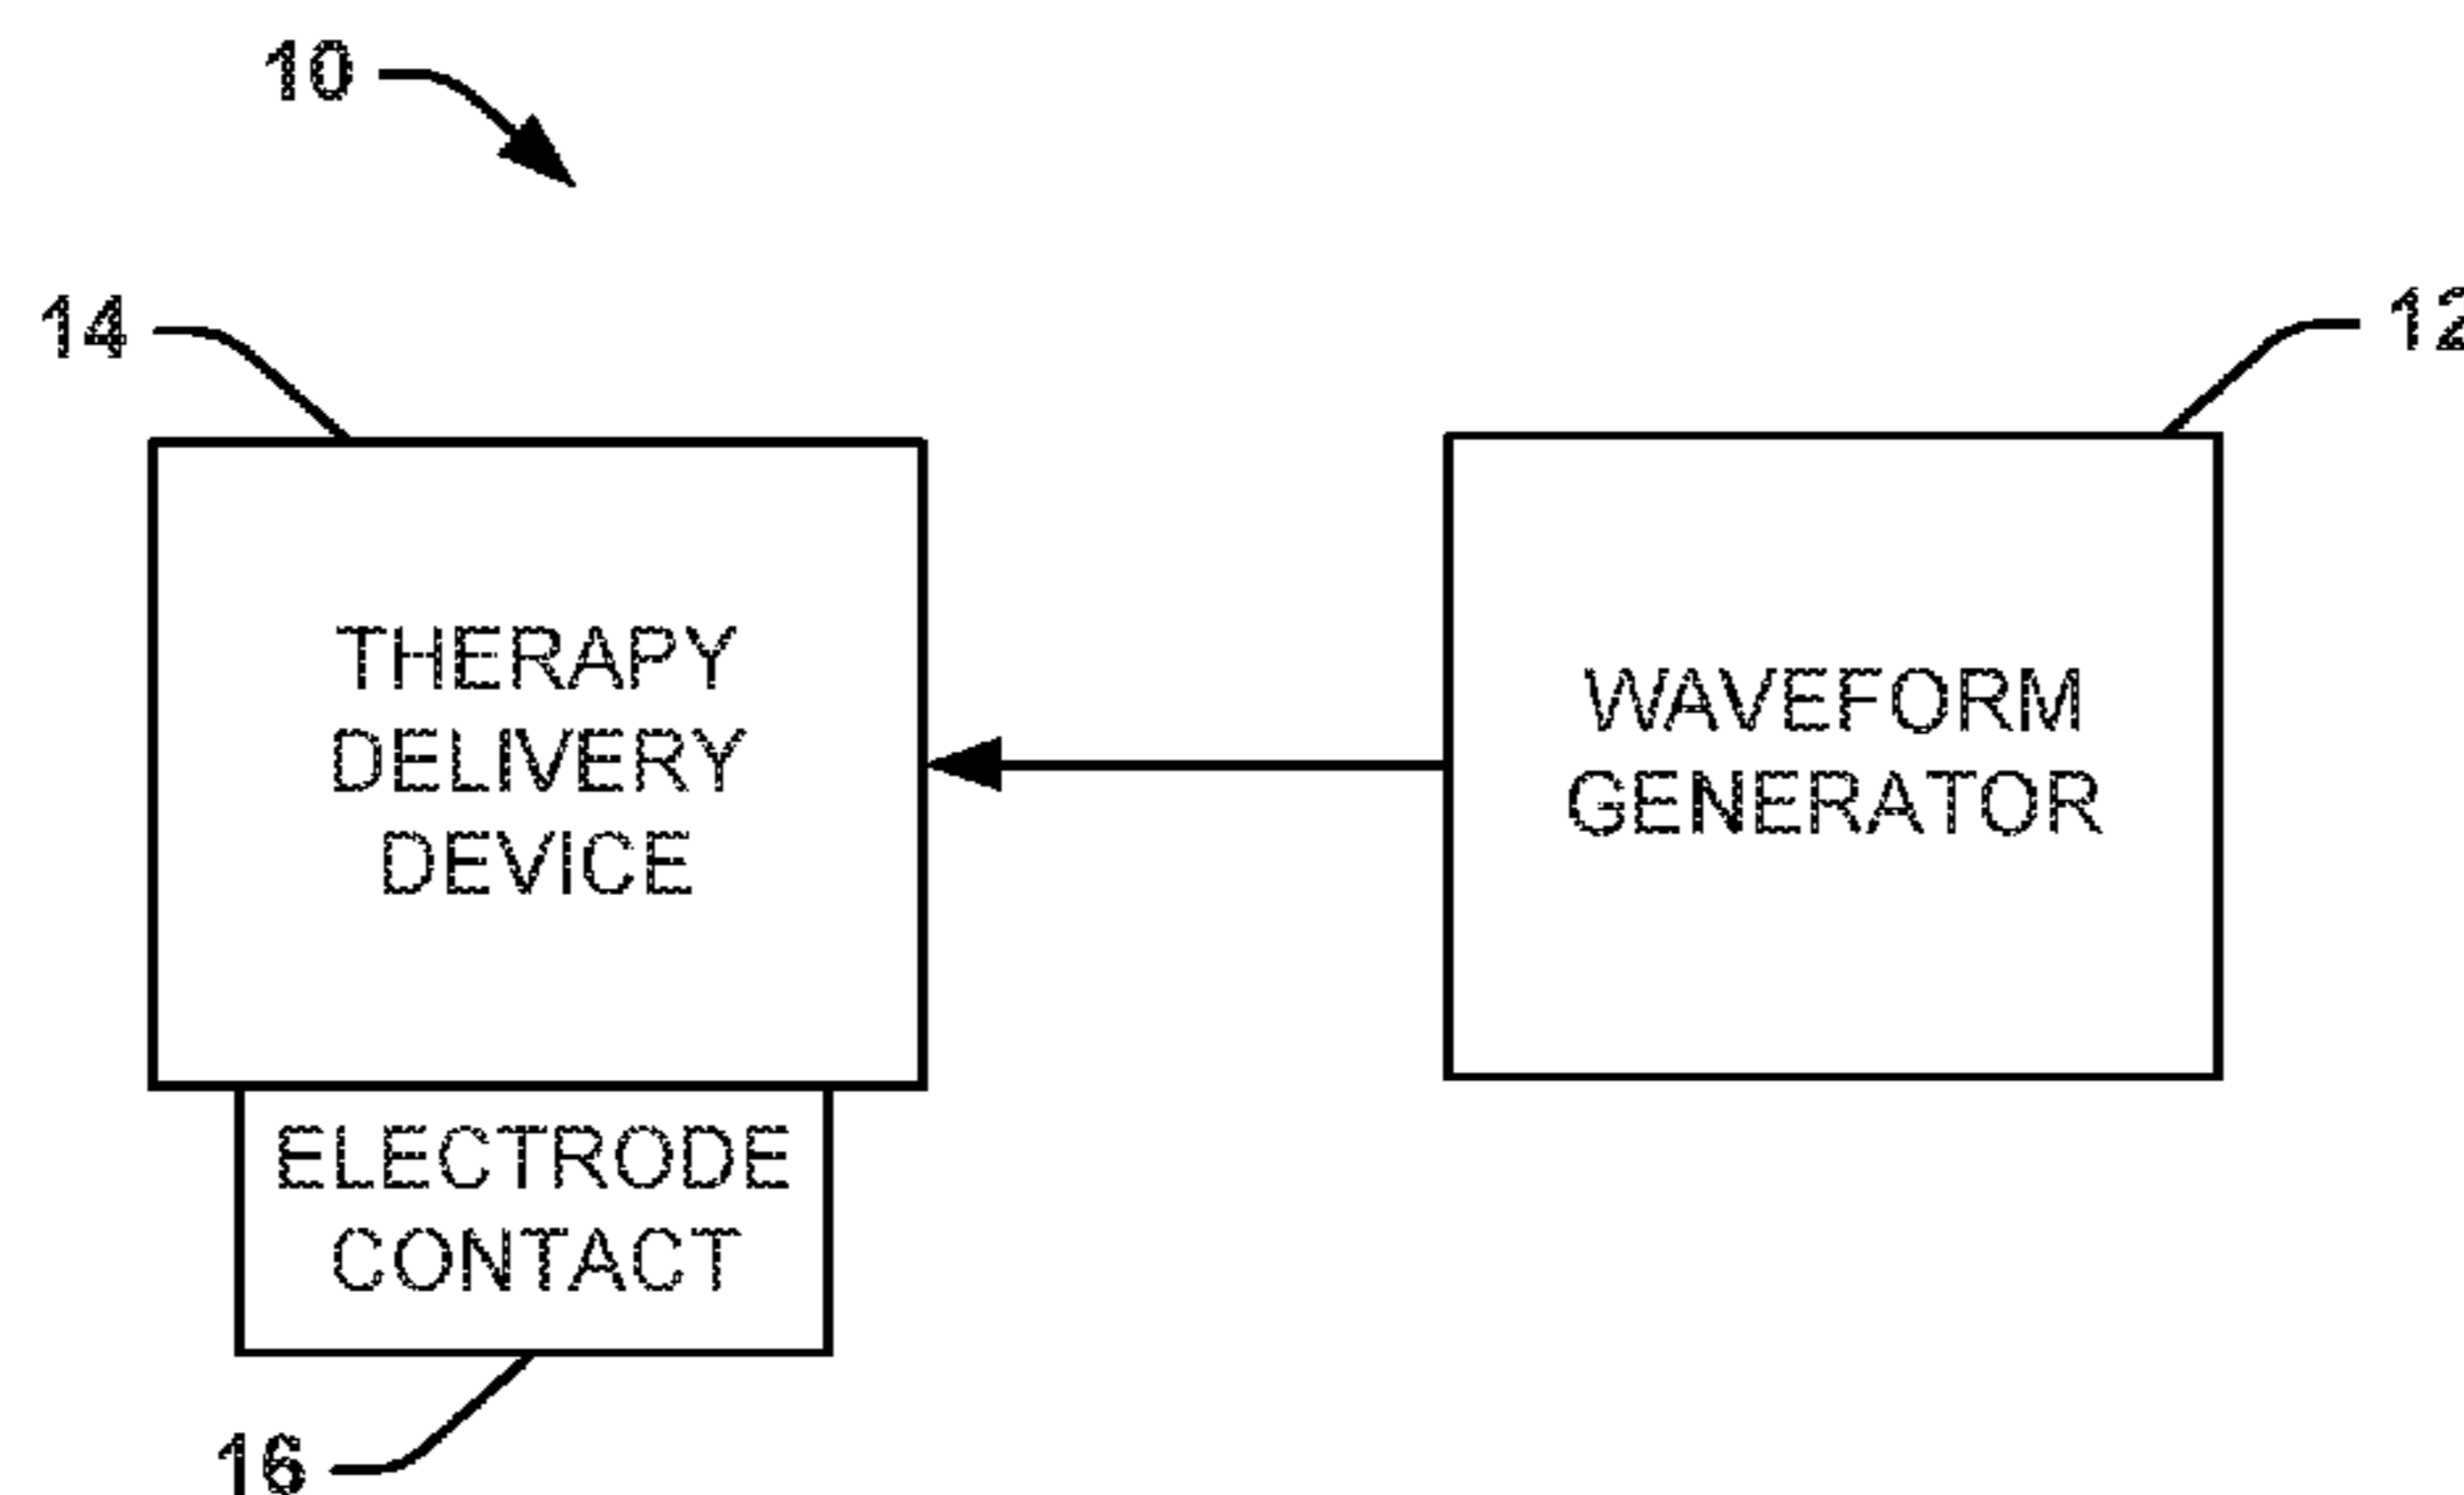 10
14
12
THERAPY
DELIVERY
DEVICE
WAVEFORM
GENERATOR
ELECTRODE
CONTACT
16